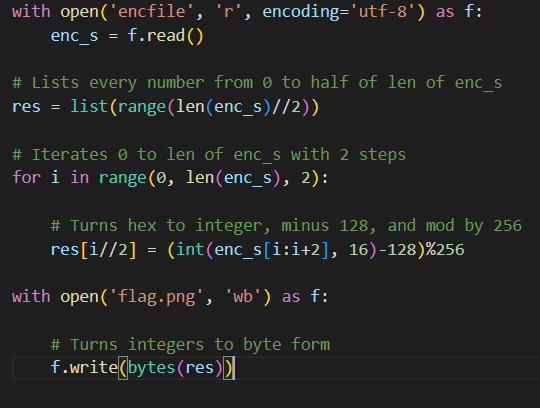 with open('encfile', 'r', encoding='utf-8') as f:
    enc_s = f.read()

# Lists every number from 0 to half of len of enc_s
res = list(range(len(enc_s)//2))

# Iterates 0 to len of enc_s with 2 steps
for i in range(0, len(enc_s), 2):

    # Turns hex to integer, minus 128, and mod by 256
    res[i//2] = (int(enc_s[i:i+2], 16)-128)%256

with open('flag.png', 'wb') as f:

    # Turns integers to byte form
    f.write(bytes(res))